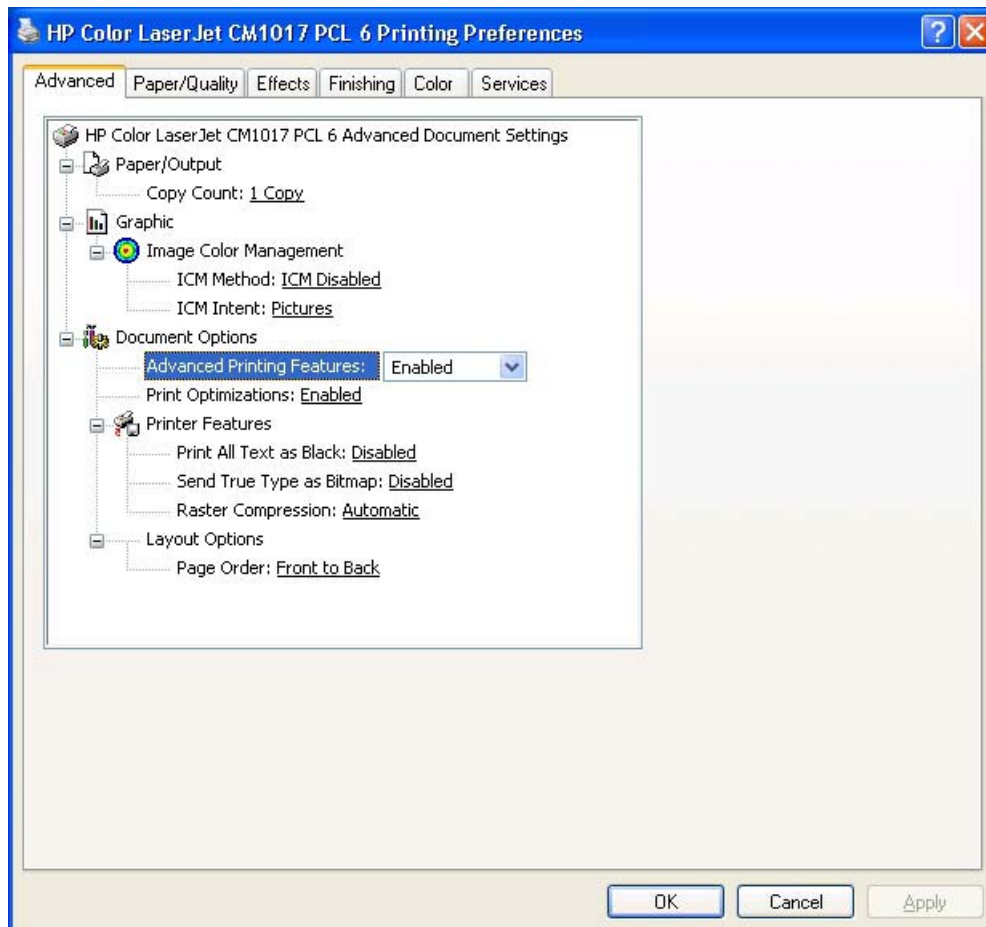 HP Color LaserJet CM1017 PCL 6 Printing Preferences
Advanced Paper/Quality Effects Finishing Color Services
HP Color LaserJet CM1017 PCL 6 Advanced Document Settings
Paper/Output
Copy Count: 1 Copy
Graphic
Image Color Management
ICM Method: ICM Disabled
ICM Intent: Pictures
Document Options
Advanced Printing Features: Enabled
Print Optimizations: Enabled
Printer Features
Print All Text as Black: Disabled
Send True Type as Bitmap: Disabled
Raster Compression: Automatic
Layout Options
Page Order: Front to Back
OK Cancel Apply